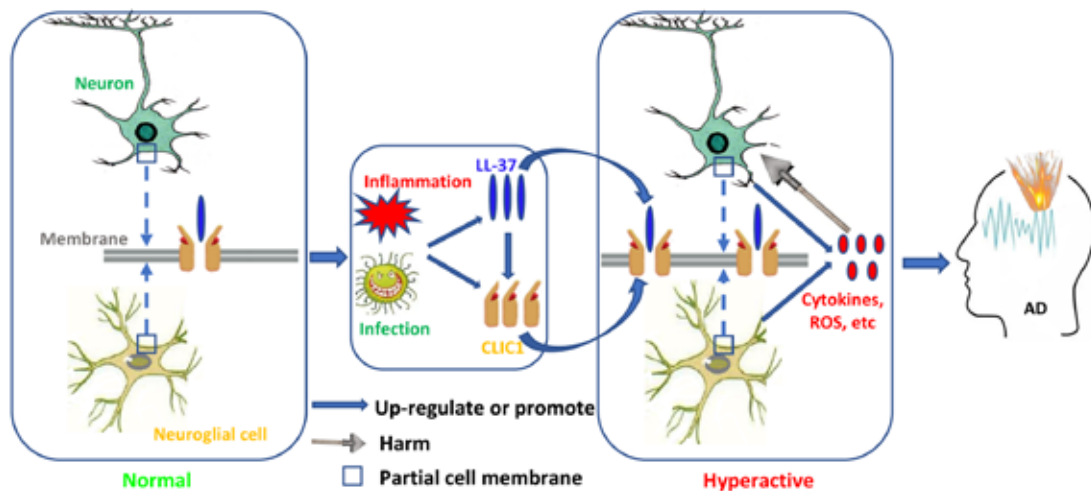 Neuron
Membrane
Neuroglial cell
Normal
Inflammation
LL-37
Infection
CLIC1
Up-regulate or promote
Harm
Partial cell membrane
Cytokines,
ROS, etc
Hyperactive
AD